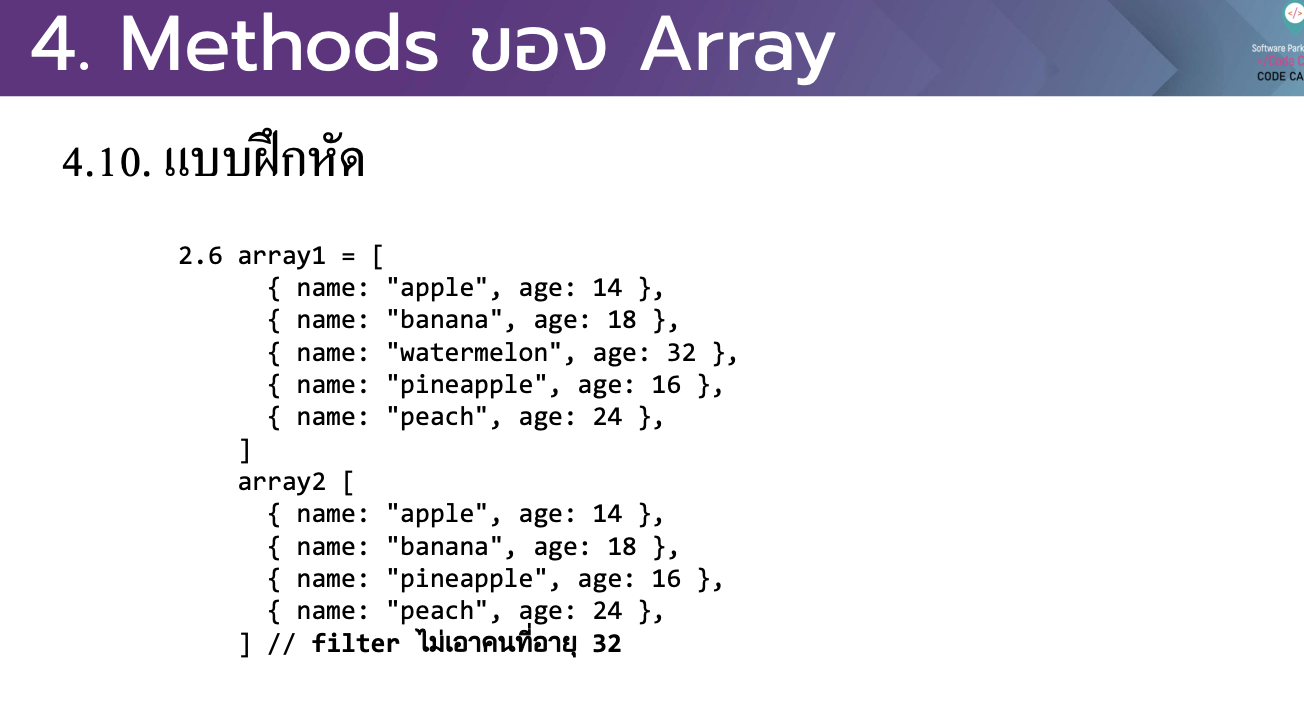 4. Methods ของ Array
Software Park
</Code C
CODE CA
4.10. แบบฝึกหัด
2.6 array1 = [
{ name: "apple", age: 14 },
{ name: "banana", age: 18 },
{ name: "watermelon", age: 32 },
{ name: "pineapple", age: 16 },
{ name: "peach", age: 24 },
]
array2 [
{ name: "apple", age: 14 },
{ name: "banana", age: 18 },
{ name: "pineapple", age: 16 },
{ name: "peach", age: 24 },
] // filter ไม่เอาคนที่อายุ 32